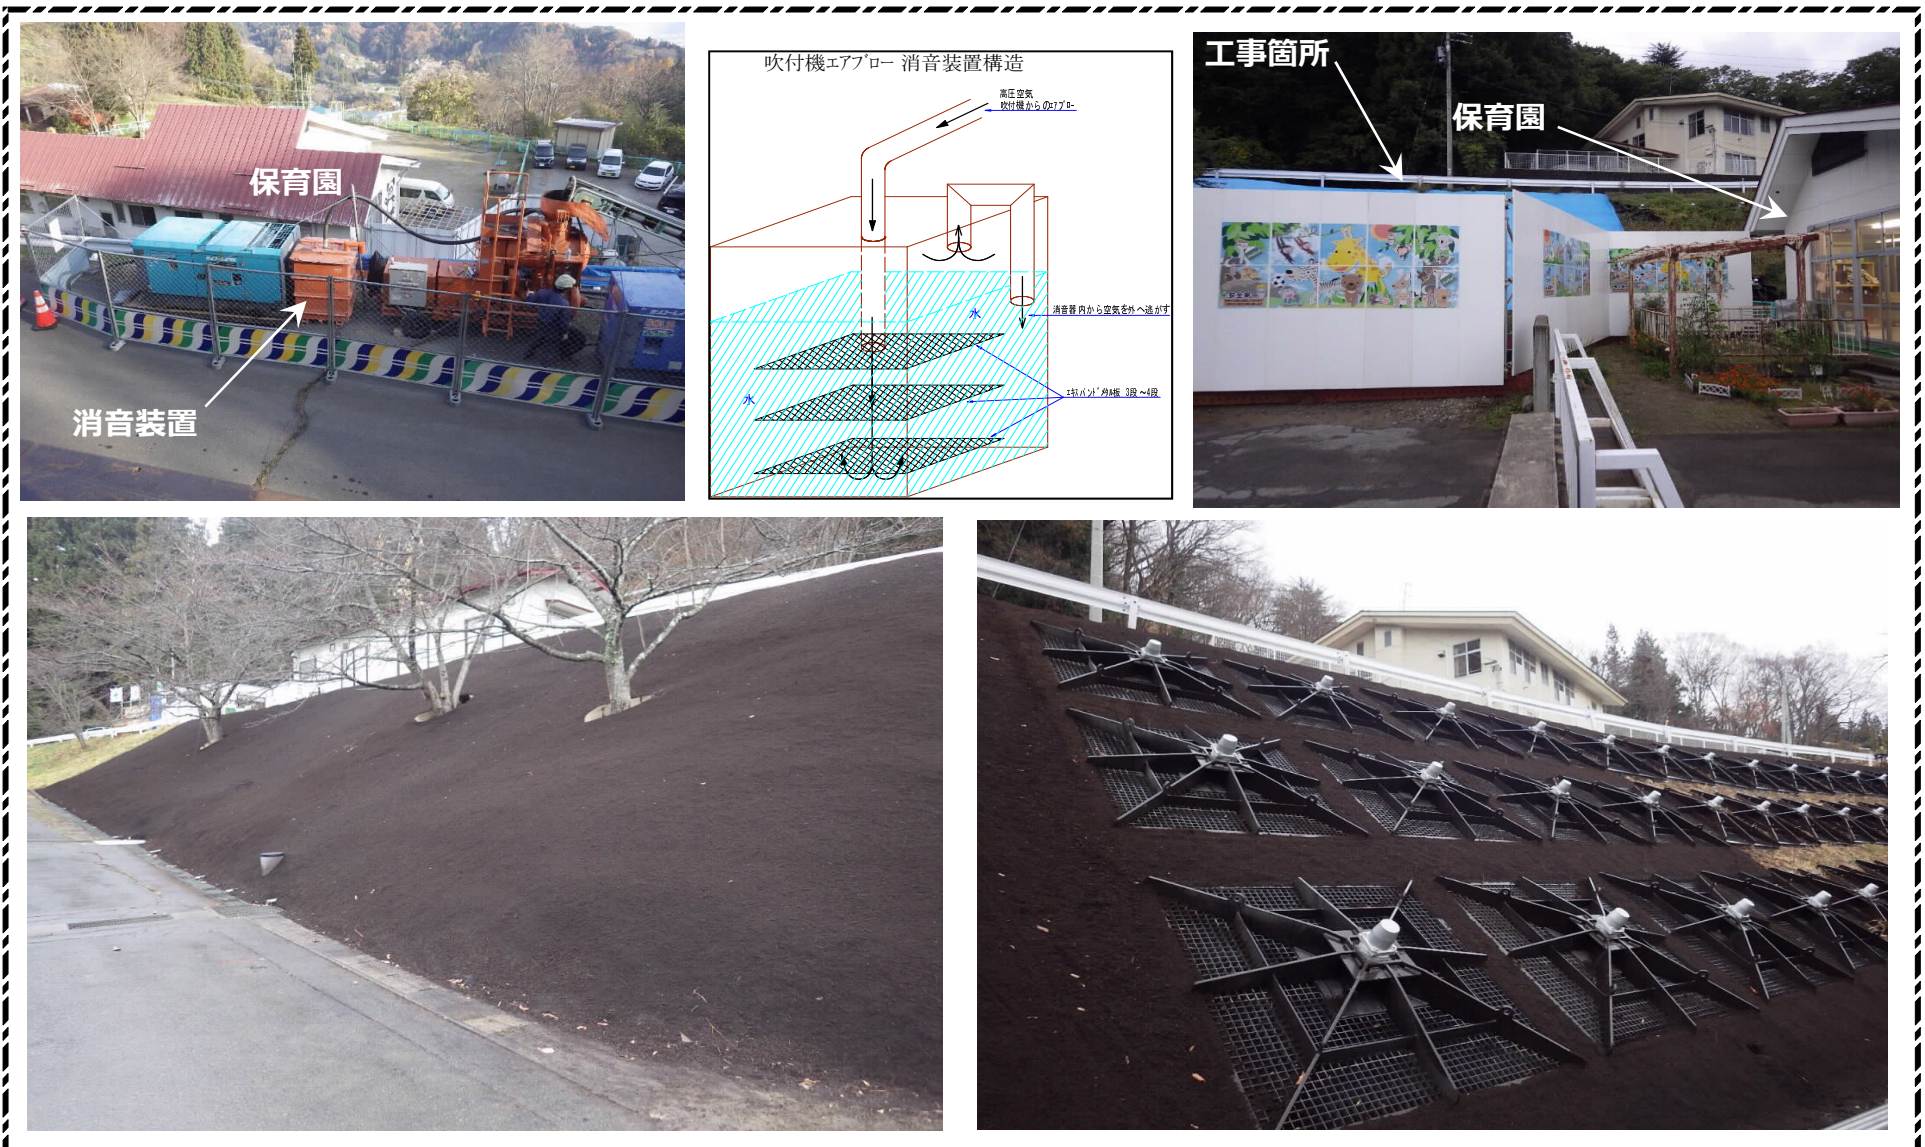 保育園
消音装置
吹付機エアブロー 消音装置構造
高圧空気
吹付機からのエアブロー
水
消音器内から空気を外へ逃がす
水
エキスパンドメタル板 3段~4段
工事箇所
保育園